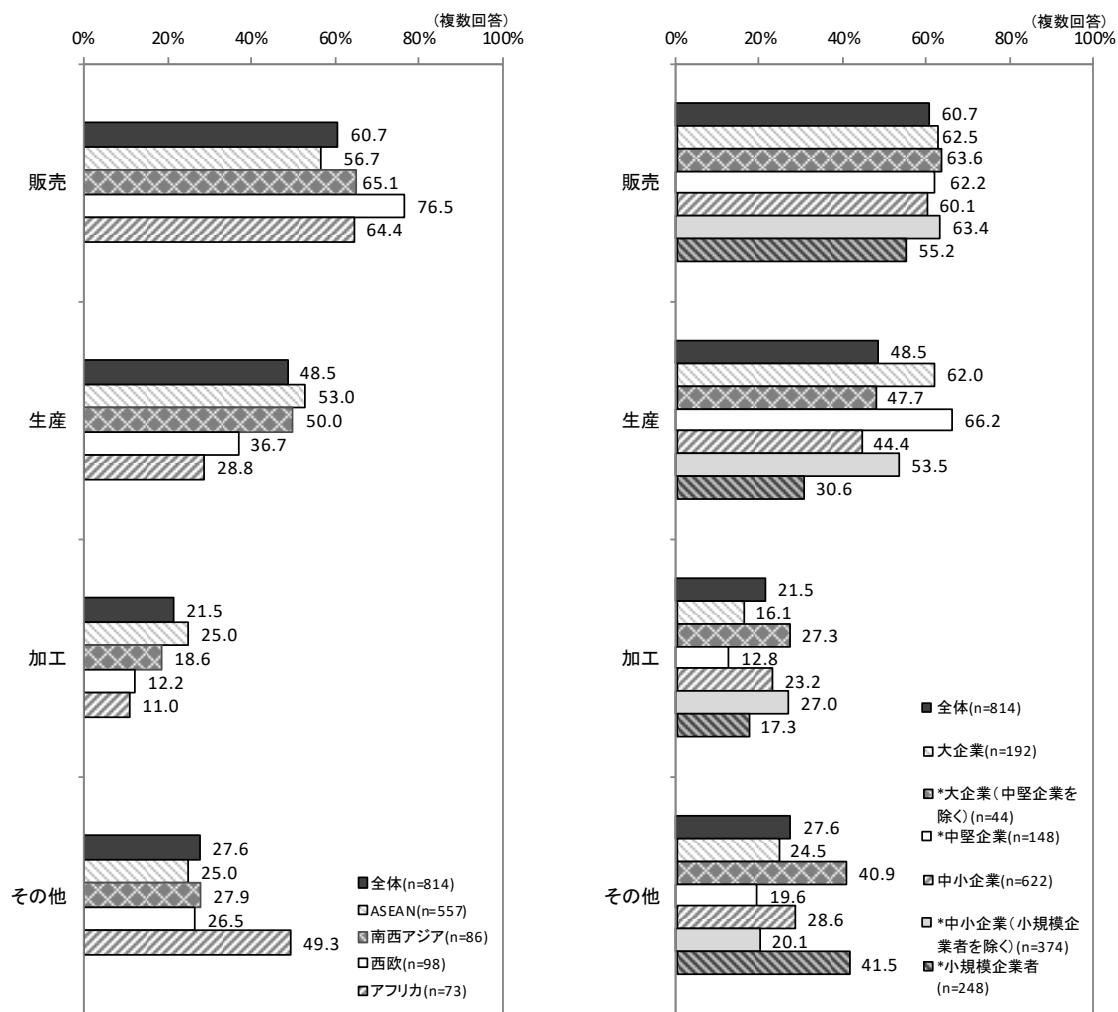 (複数回答)
0% 20% 40% 60% 80% 100%
販売
60.7
56.7
65.1
76.5
64.4
生産
48.5
53.0
50.0
36.7
28.8
加工
21.5
25.0
18.6
12.2
11.0
その他
27.6
25.0
27.9
26.5
49.3
全体(n=814)
ASEAN(n=557)
南西アジア(n=86)
西欧(n=98)
アフリカ(n=73)
(複数回答)
0% 20% 40% 60% 80% 100%
販売
60.7
62.5
63.6
62.2
60.1
63.4
55.2
生産
48.5
62.0
47.7
66.2
44.4
53.5
30.6
加工
21.5
16.1
27.3
12.8
23.2
27.0
17.3
その他
27.6
24.5
40.9
19.6
28.6
20.1
41.5
全体(n=814)
大企業(n=192)
*大企業(中堅企業を
除く)(n=44)
*中堅企業(n=148)
中小企業(n=622)
*中小企業(小規模企
業者を除く)(n=374)
*小規模企業者
(n=248)